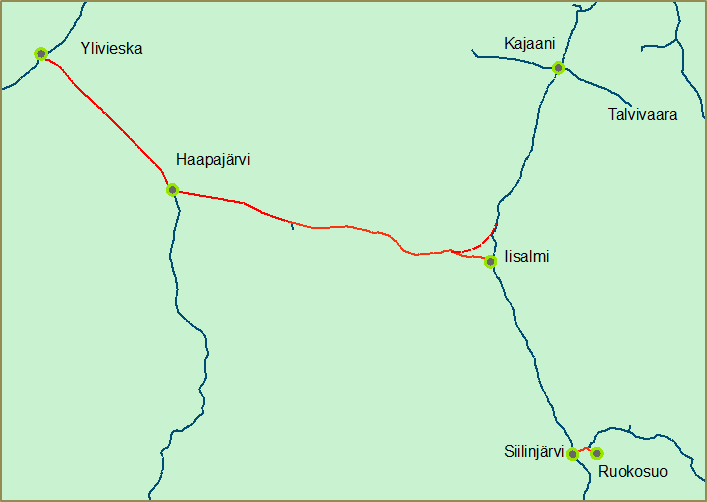 Ylivieska
Kajaani
Talvivaara
Haapajärvi
Iisalmi
Siilinjärvi
Ruokosuo